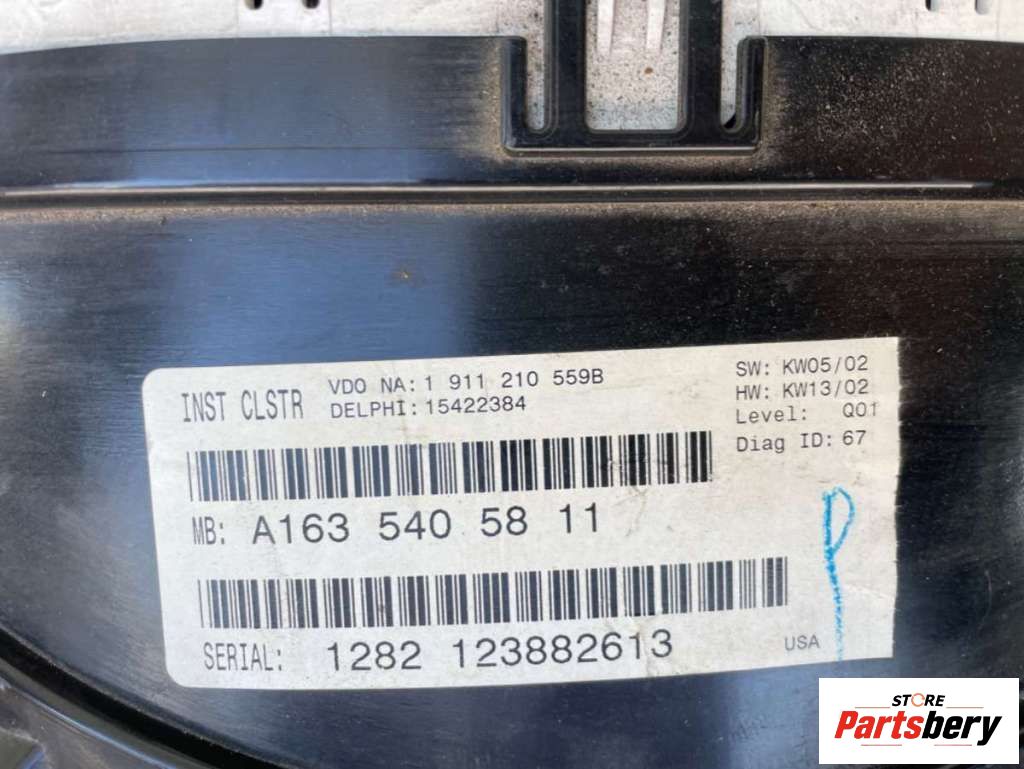 INST CLSTR
VDO NA: 1 911 210 559B
DELPHI: 15422384
SW: KW05/02
HW: KW13/02
Level: Q01
Diag ID: 67
MB: A163 540 58 11
SERIAL: 1282 123882613
USA
P
STORE
Partsbery